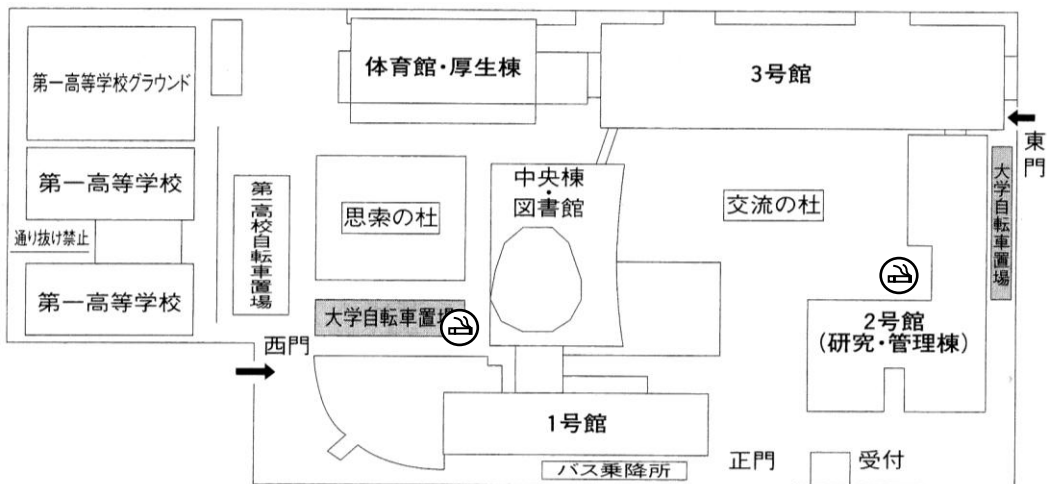 体育館・厚生棟
3号館
第一高等学校グラウンド
東門
第一高等学校
中央棟
・
図書館
大学自転車置場
第一高校自転車置場
思索の杜
交流の杜
通り抜け禁止
第一高等学校
大学自転車置場
2号館
(研究・管理棟)
西門
1号館
バス乗降所
正門
受付